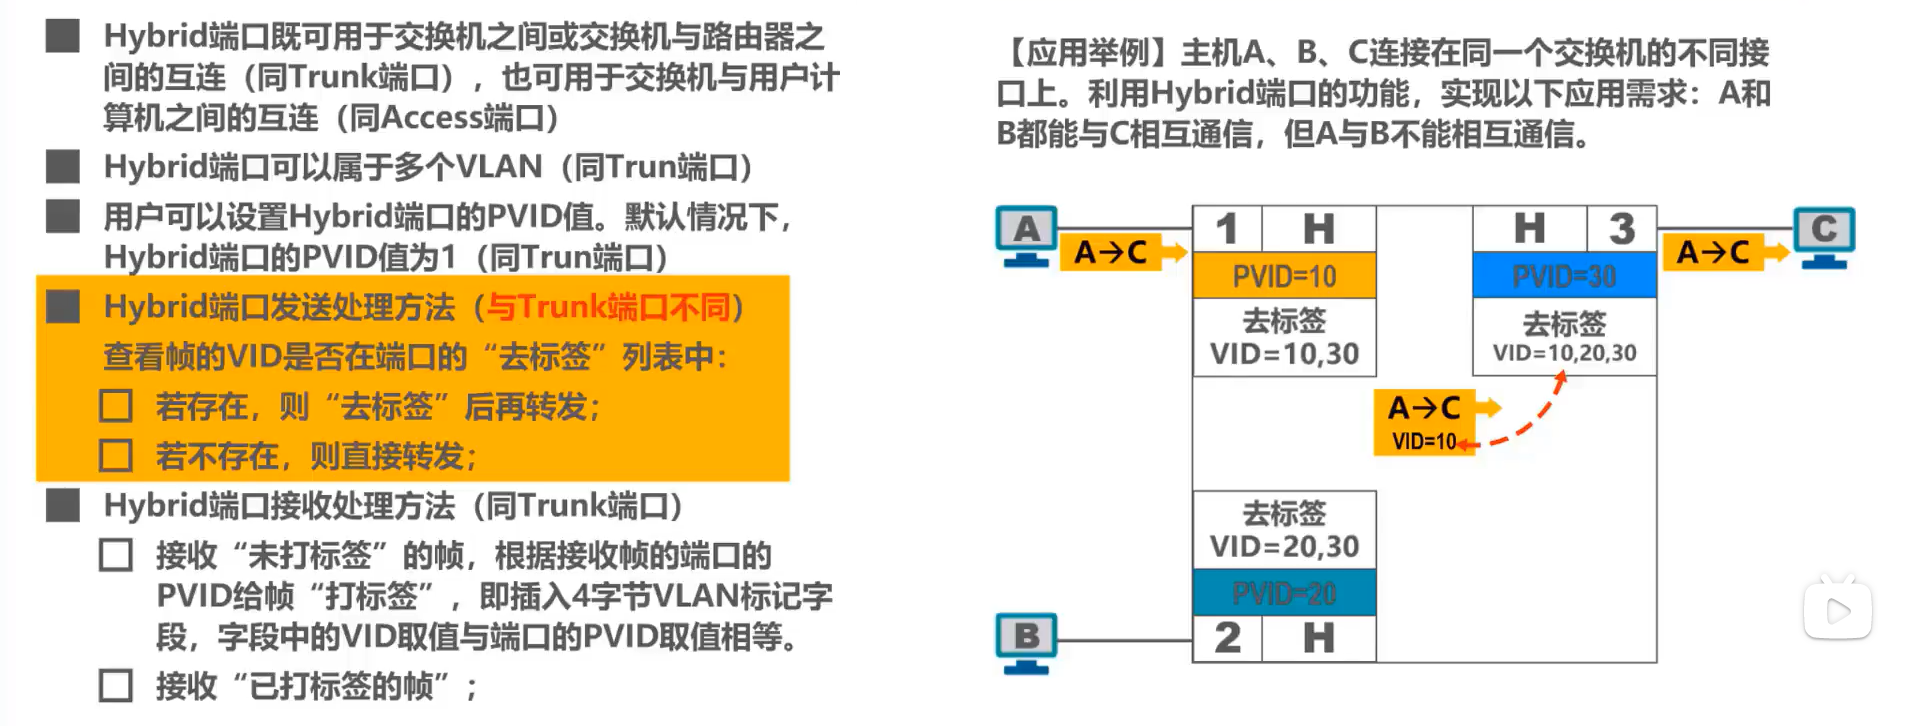 Hybrid端口既可用于交换机之间或交换机与路由器之
间的互连（同Trunk端口），也可用于交换机与用户计
算机之间的互连（同Access端口）
Hybrid端口可以属于多个VLAN（同Trun端口）
用户可以设置Hybrid端口的PVID值。默认情况下，
Hybrid端口的PVID值为1（同Trun端口）
Hybrid端口发送处理方法（与Trunk端口不同）
查看帧的VID是否在端口的“去标签”列表中：
若存在，则“去标签”后再转发；
若不存在，则直接转发；
Hybrid端口接收处理方法（同Trunk端口）
接收“未打标签”的帧，根据接收帧的端口的
PVID给帧“打标签”，即插入4字节VLAN标记字
段，字段中的VID取值与端口的PVID取值相等。
接收“已打标签的帧”；
【应用举例】主机A、B、C连接在同一个交换机的不同接
口上。利用Hybrid端口的功能，实现以下应用需求：A和
B都能与C相互通信，但A与B不能相互通信。
A
A→C
1 H
PVID=10
去标签
VID=10,30
H 3
PVID=30
去标签
VID=10,20,30
A→C
C
A→C
VID=10
去标签
VID=20,30
PVID=20
2 H
B